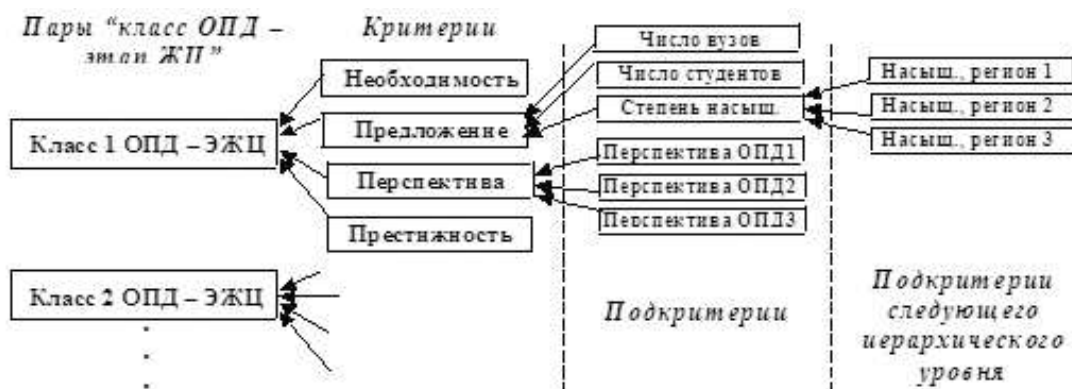 Пары “класс ОПД –
этап ЖЦ”
Критерии
Необходимость
Предложение
Перспектива
Престижность
Класс 1 ОПД – ЭЖЦ
Класс 2 ОПД – ЭЖЦ
Число вузов
Число студентов
Степень насыщ.
Перспектива ОПД1
Перспектива ОПД2
Перспектива ОПД3
Подкритерии
Насыщ., регион 1
Насыщ., регион 2
Насыщ., регион 3
Подкритерии
следующего
иерархического
уровня